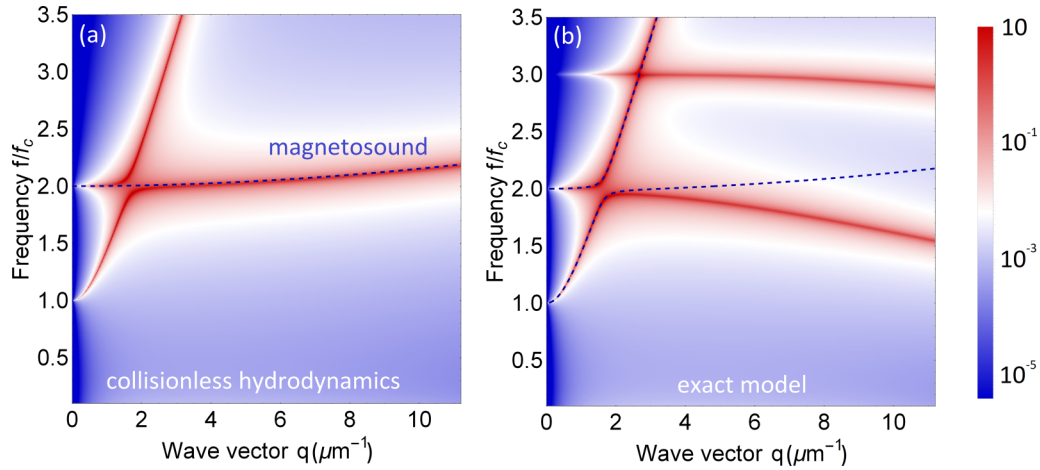 (a)
magnetosound
collisionless hydrodynamics
Frequency f/fc
3.5
3.0
2.5
2.0
1.5
1.0
0.5
0 2 4 6 8 10
Wave vector q(μm⁻¹)
(b)
exact model
Frequency f/fc
3.5
3.0
2.5
2.0
1.5
1.0
0.5
0 2 4 6 8 10
Wave vector q(μm⁻¹)
10
10⁻¹
10⁻³
10⁻⁵